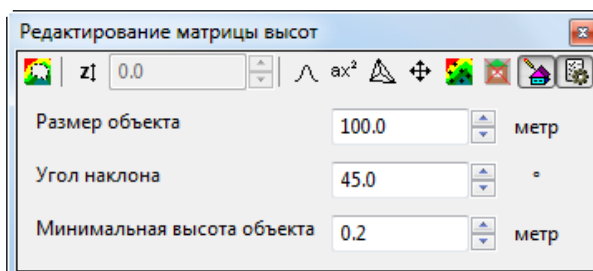 Редактирование матрицы высот
z 0.0 ax²
Размер объекта 100.0 метр
Угол наклона 45.0 °
Минимальная высота объекта 0.2 метр